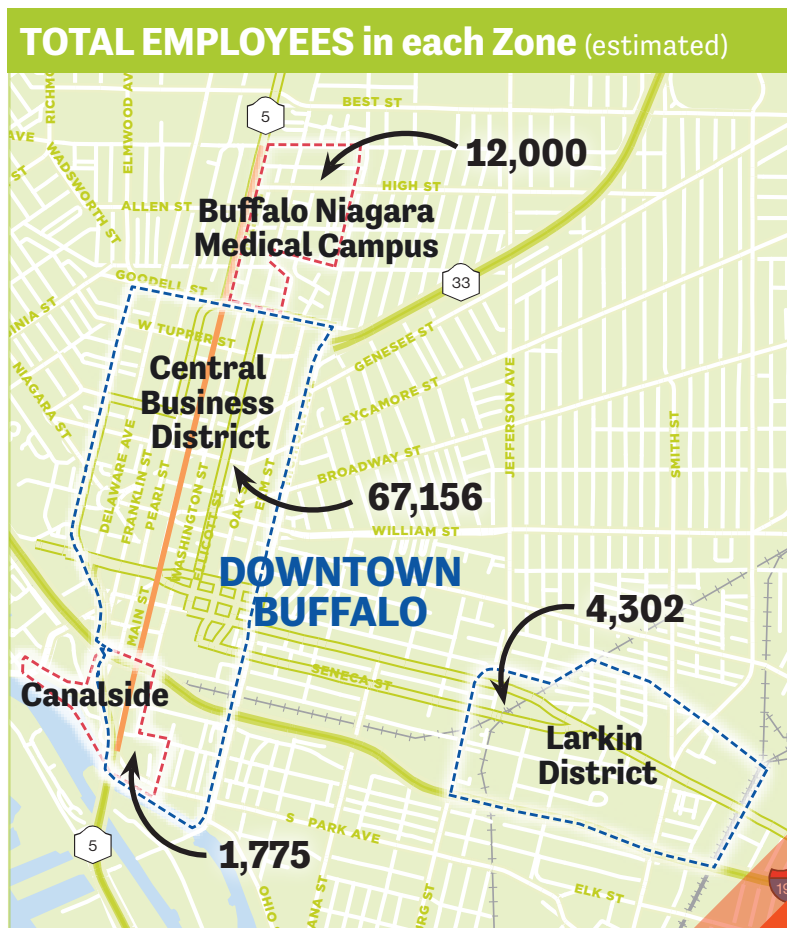 TOTAL EMPLOYEES in each Zone (estimated)
BEST ST
5
ELMWOOD AV
AVE
ST
WADSWORTH ST
12,000
HIGH ST
ALLEN ST
Buffalo Niagara
Medical Campus
GOODELL ST
33
W TUPPER ST
GENESEE ST
NIAGARA ST
Central
Business
District
SYCAMORE ST
JEFFERSON AVE
SMITH ST
BROADWAY ST
DELAWARE AVE
FRANKLIN ST
PEARL ST
WASHINGTON ST
ELLICOTT ST
OAK
67,156
WILLIAM ST
DOWNTOWN
BUFFALO
MAIN ST
4,302
SENECA ST
Canalside
Larkin
District
S PARK AVE
5
1,775
ELK ST
OHIO
19